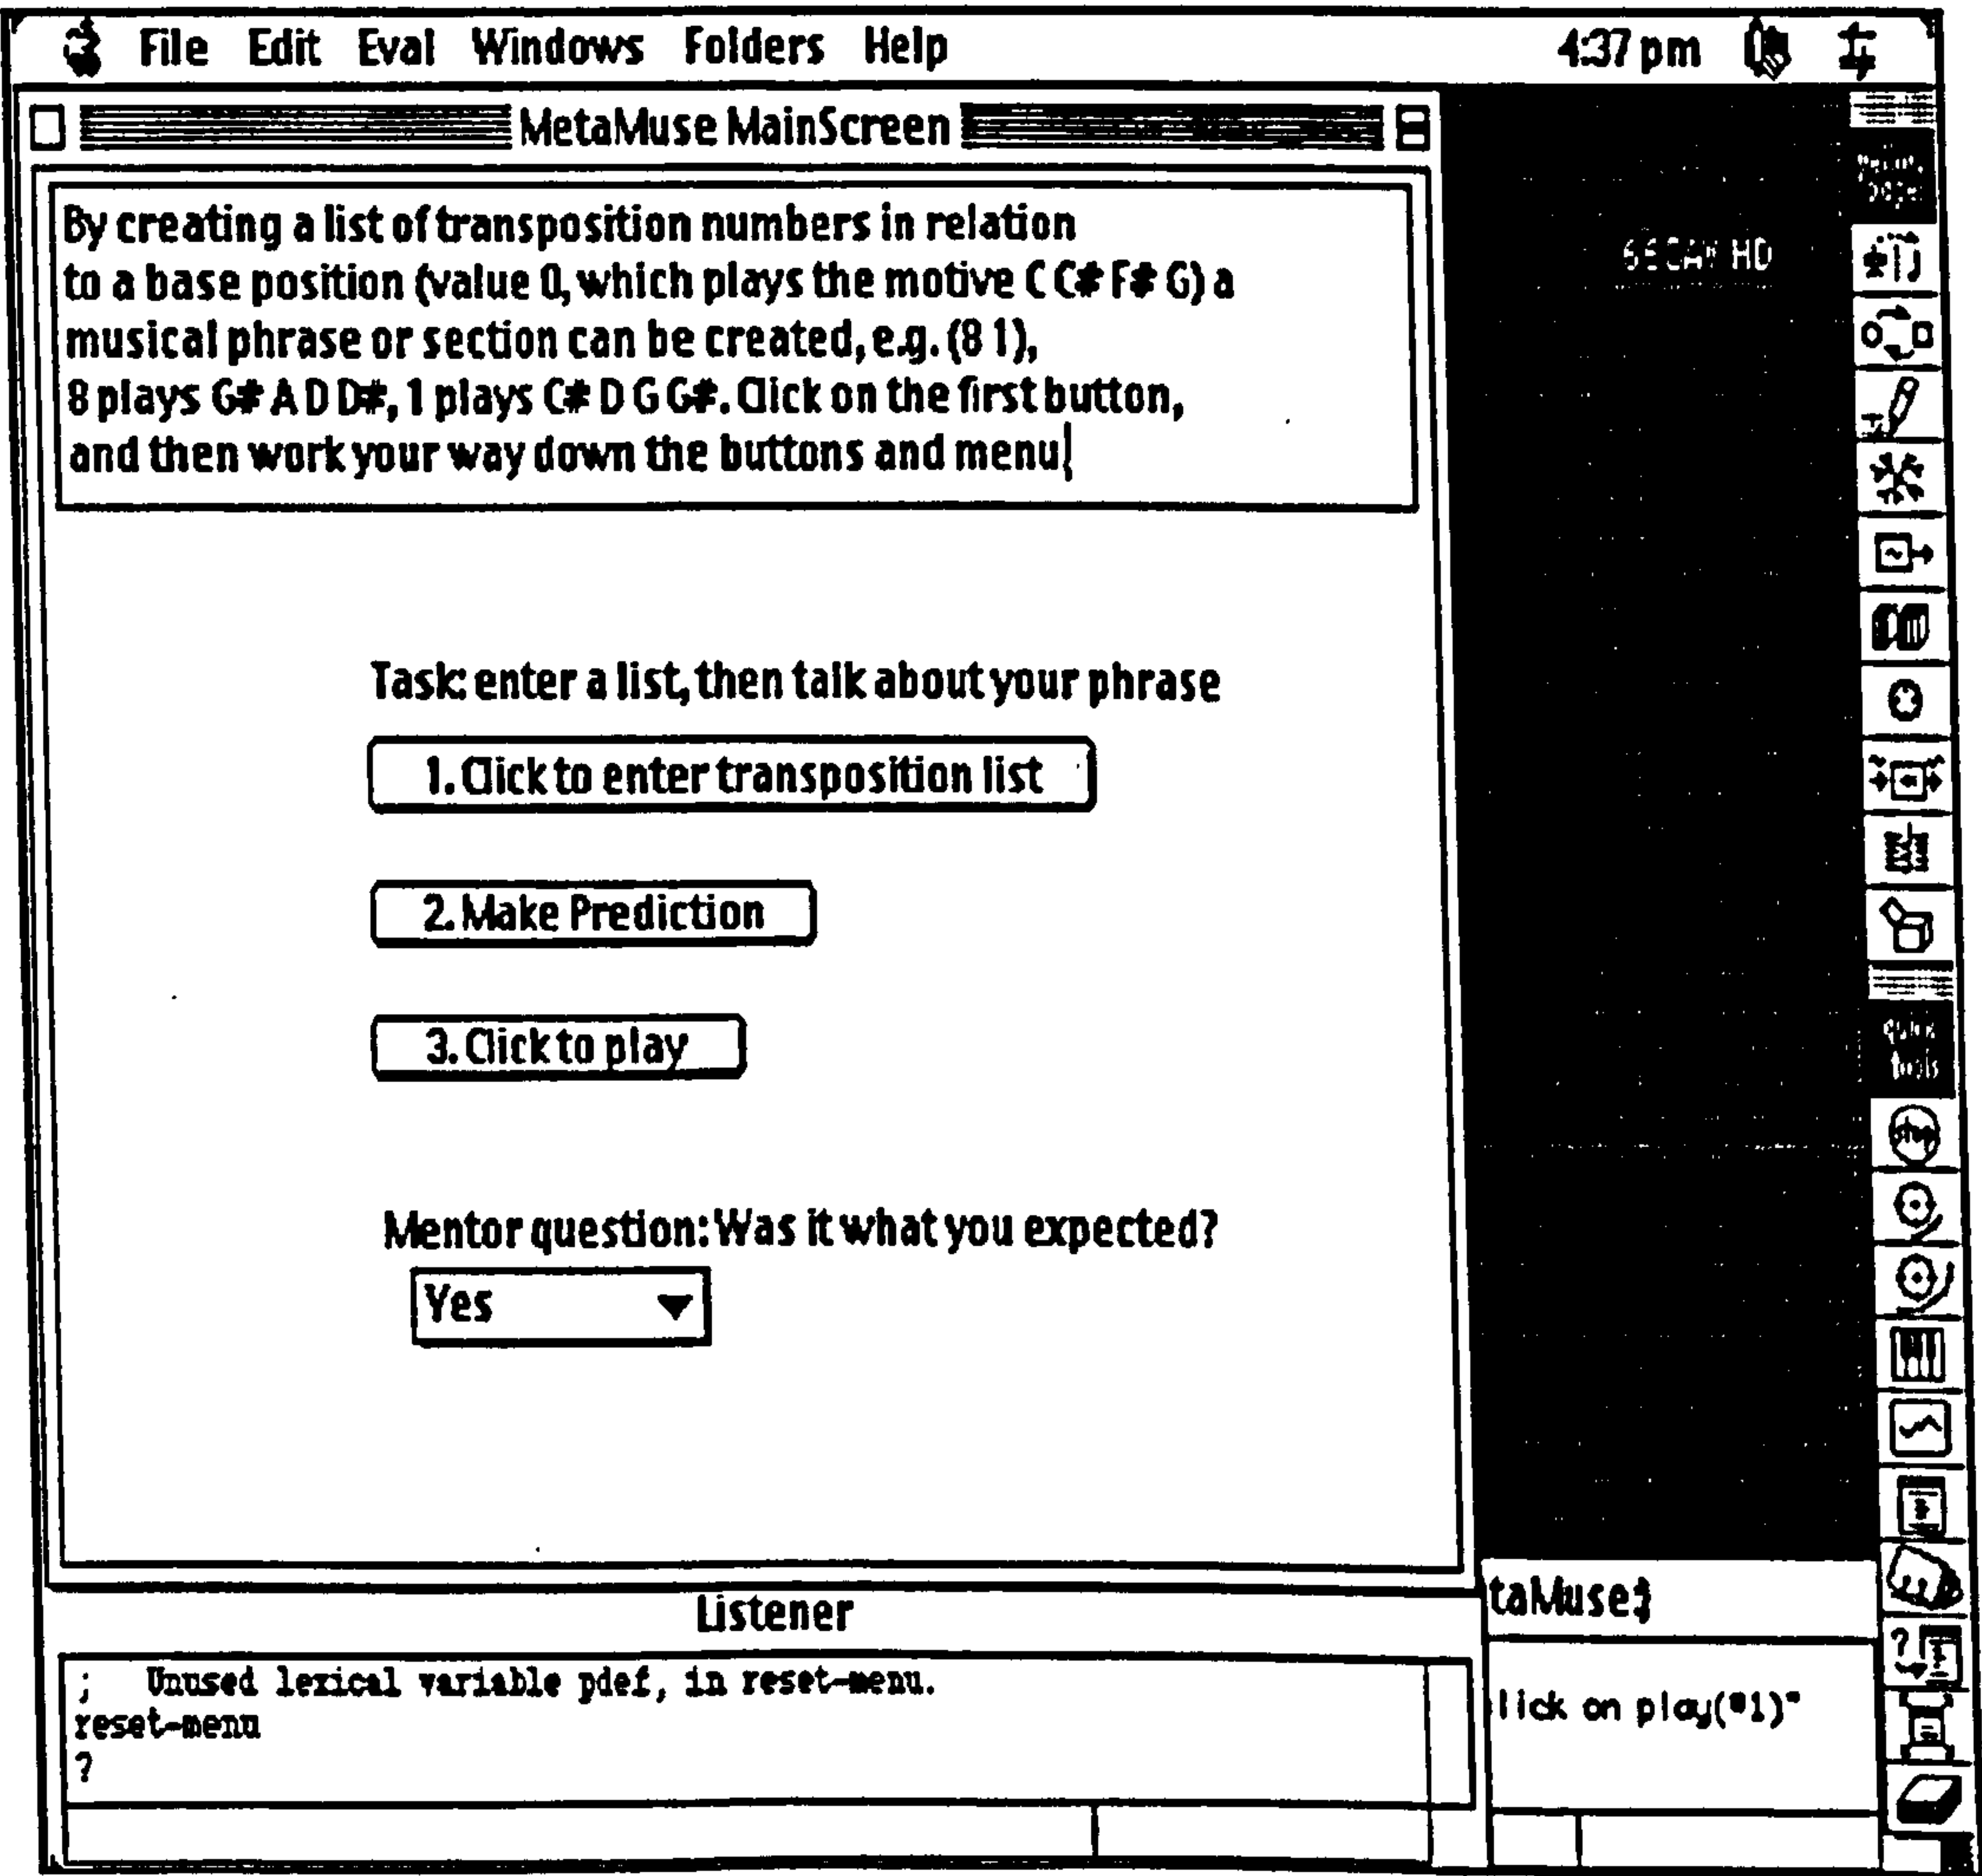 File Edit Eval Windows Folders Help 4:37 pm
MetaMuse MainScreen
By creating a list of transposition numbers in relation
to a base position (value 0, which plays the motive C C# F# G) a
musical phrase or section can be created, e.g. (8 1),
8 plays G# A D D#, 1 plays C# D G G#. Click on the first button,
and then work your way down the buttons and menu
Task: enter a list, then talk about your phrase
1. Click to enter transposition list
2. Make Prediction
3. Click to play
Mentor question: Was it what you expected?
Yes
Listener
; Unused lexical variable pdef, in reset-menu.
reset-menu
?
taMuse;
lick on play("1)"
HD